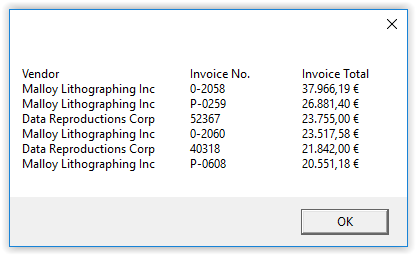 Vendor Invoice No. Invoice Total
Malloy Lithographing Inc 0-2058 37.966,19 €
Malloy Lithographing Inc P-0259 26.881,40 €
Data Reproductions Corp 52367 23.755,00 €
Malloy Lithographing Inc 0-2060 23.517,58 €
Data Reproductions Corp 40318 21.842,00 €
Malloy Lithographing Inc P-0608 20.551,18 €
OK